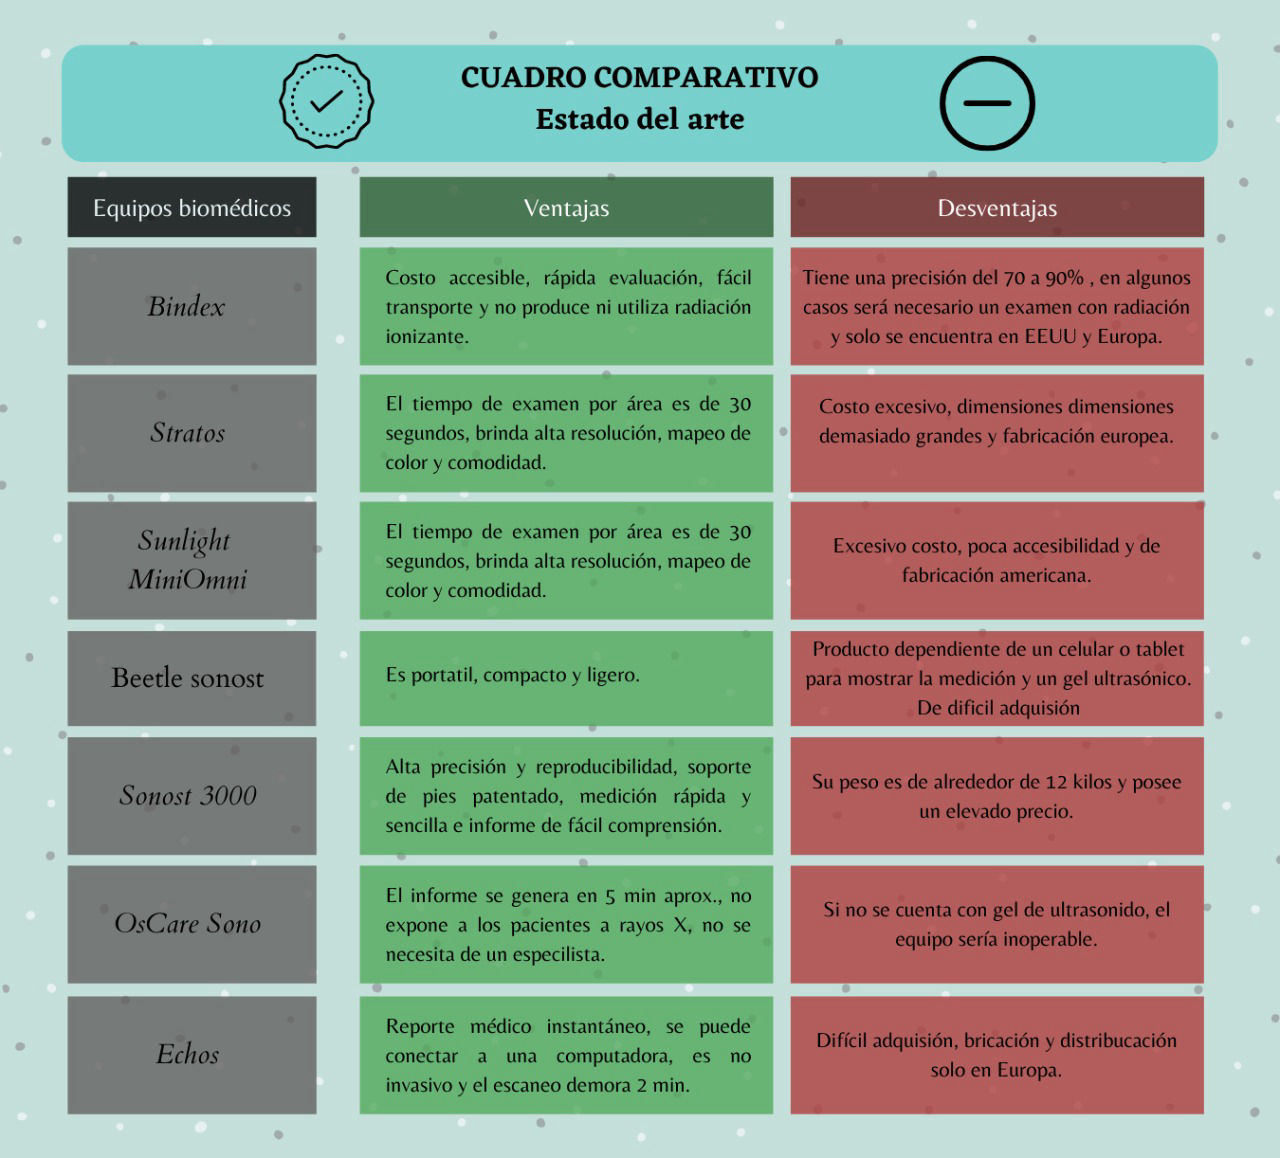 CUADRO COMPARATIVO
Estado del arte
Equipos biomédicos
Ventajas
Desventajas
Bindex
Costo accesible, rápida evaluación, fácil
transporte y no produce ni utiliza radiación
ionizante.
Tiene una precisión del 70 a 90% , en algunos
casos será necesario un examen con radiación
y solo se encuentra en EEUU y Europa.
Stratos
El tiempo de examen por área es de 30
segundos, brinda alta resolución, mapeo de
color y comodidad.
Costo excesivo, dimensiones dimensiones
demasiado grandes y fabricación europea.
Sunlight
MiniOmni
El tiempo de examen por área es de 30
segundos, brinda alta resolución, mapeo de
color y comodidad.
Excesivo costo, poca accesibilidad y de
fabricación americana.
Beetle sonost
Es portatil, compacto y ligero.
Producto dependiente de un celular o tablet
para mostrar la medición y un gel ultrasónico.
De dificil adquisión
Sonost 3000
Alta precisión y reproducibilidad, soporte
de pies patentado, medición rápida y
sencilla e informe de fácil comprensión.
Su peso es de alrededor de 12 kilos y posee
un elevado precio.
OsCare Sono
El informe se genera en 5 min aprox., no
expone a los pacientes a rayos X, no se
necesita de un especilista.
Si no se cuenta con gel de ultrasonido, el
equipo sería inoperable.
Echos
Reporte médico instantáneo, se puede
conectar a una computadora, es no
invasivo y el escaneo demora 2 min.
Difícil adquisión, bricación y distribucación
solo en Europa.